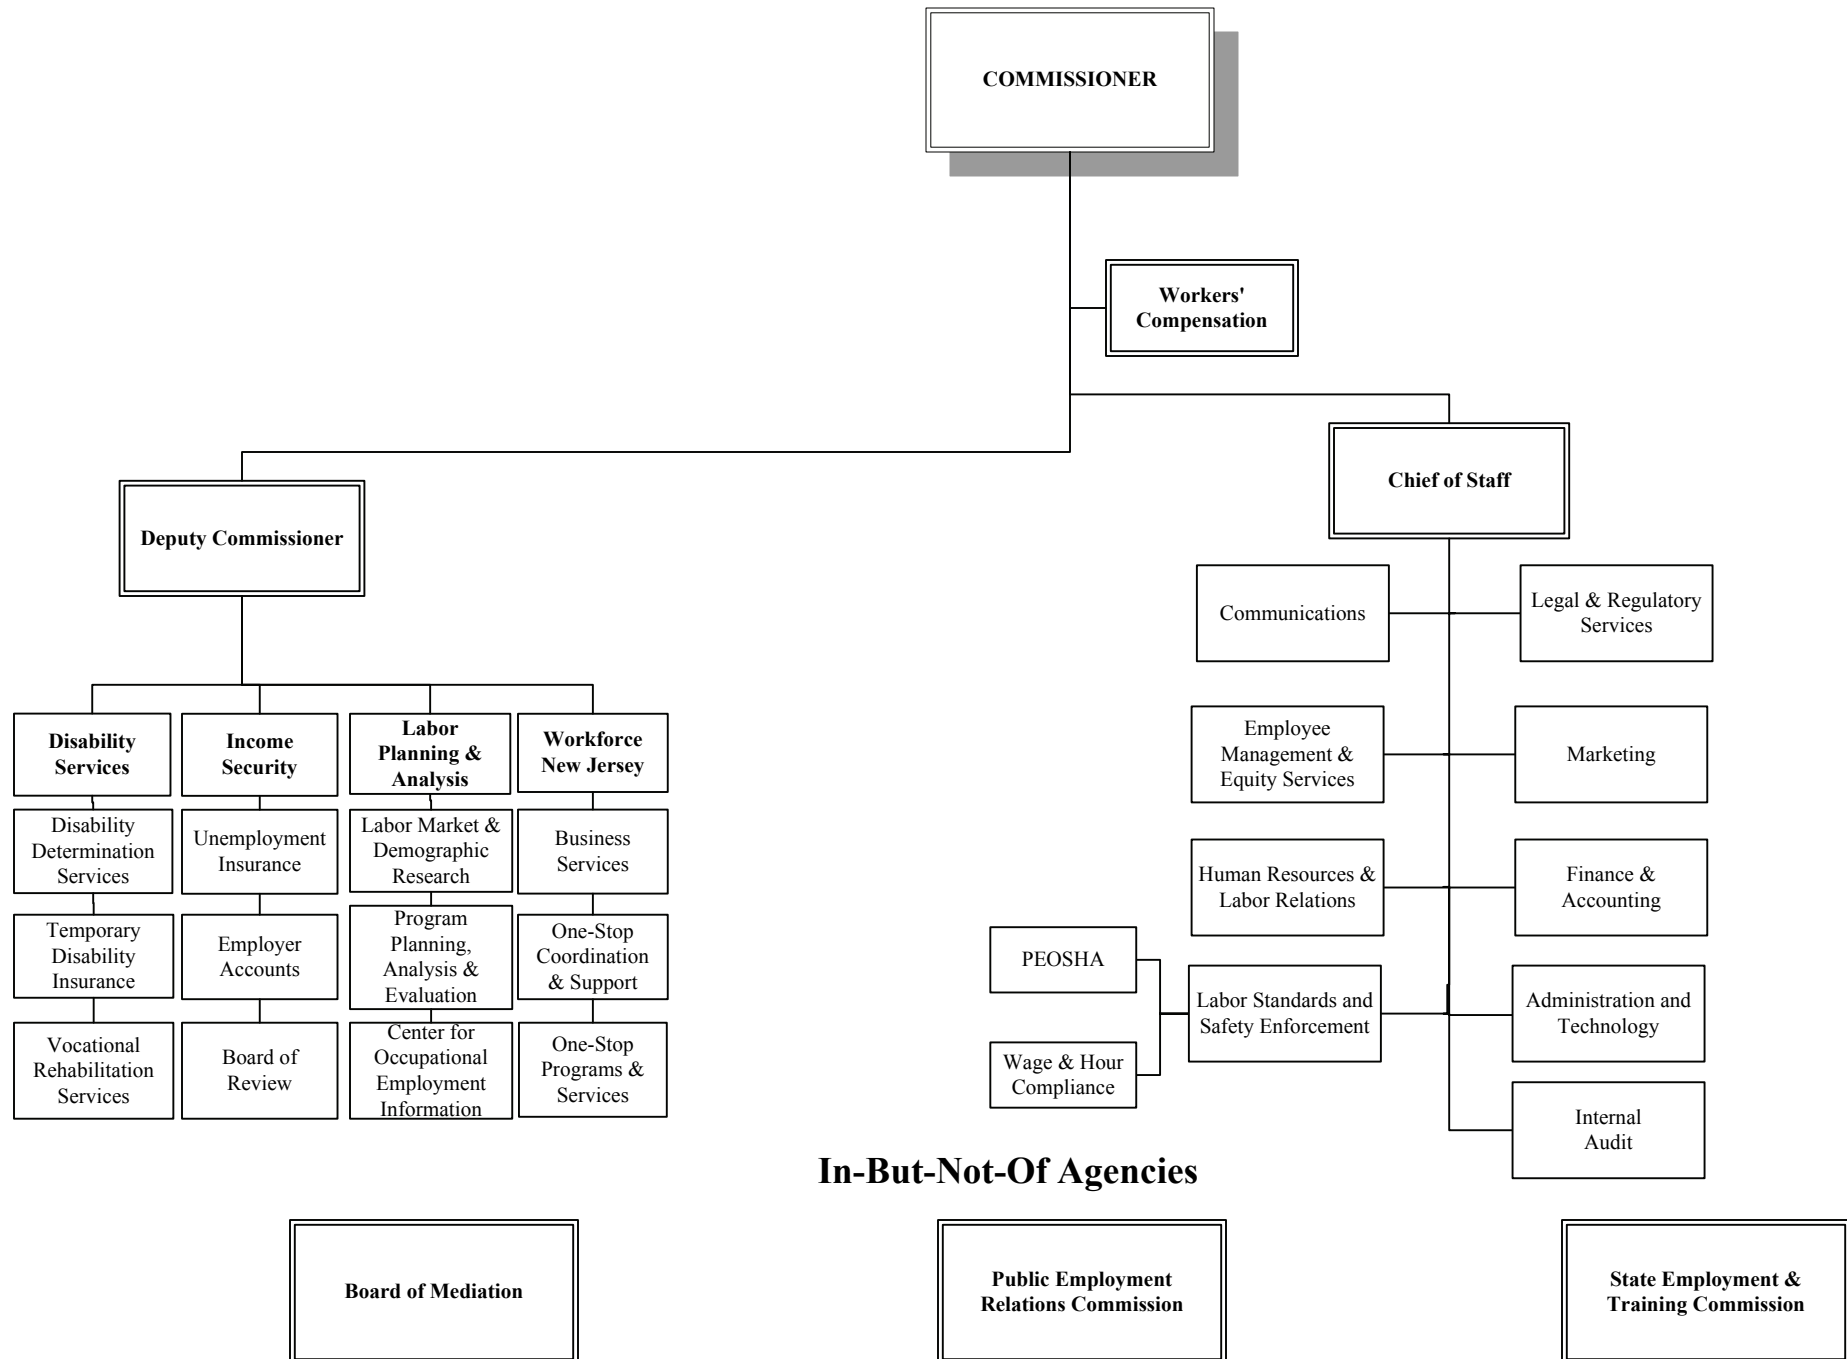 COMMISSIONER
Workers'
Compensation
Chief of Staff
Deputy Commissioner
Communications
Legal & Regulatory
Services
Disability
Services
Income
Security
Labor
Planning &
Analysis
Workforce
New Jersey
Employee
Management &
Equity Services
Marketing
Disability
Determination
Services
Unemployment
Insurance
Labor Market &
Demographic
Research
Business
Services
Human Resources &
Labor Relations
Finance &
Accounting
Temporary
Disability
Insurance
Employer
Accounts
Program
Planning,
Analysis &
Evaluation
One-Stop
Coordination
& Support
PEOSHA
Labor Standards and
Safety Enforcement
Administration and
Technology
Vocational
Rehabilitation
Services
Board of
Review
Center for
Occupational
Employment
Information
One-Stop
Programs &
Services
Wage & Hour
Compliance
Internal
Audit
In-But-Not-Of Agencies
Board of Mediation
Public Employment
Relations Commission
State Employment &
Training Commission